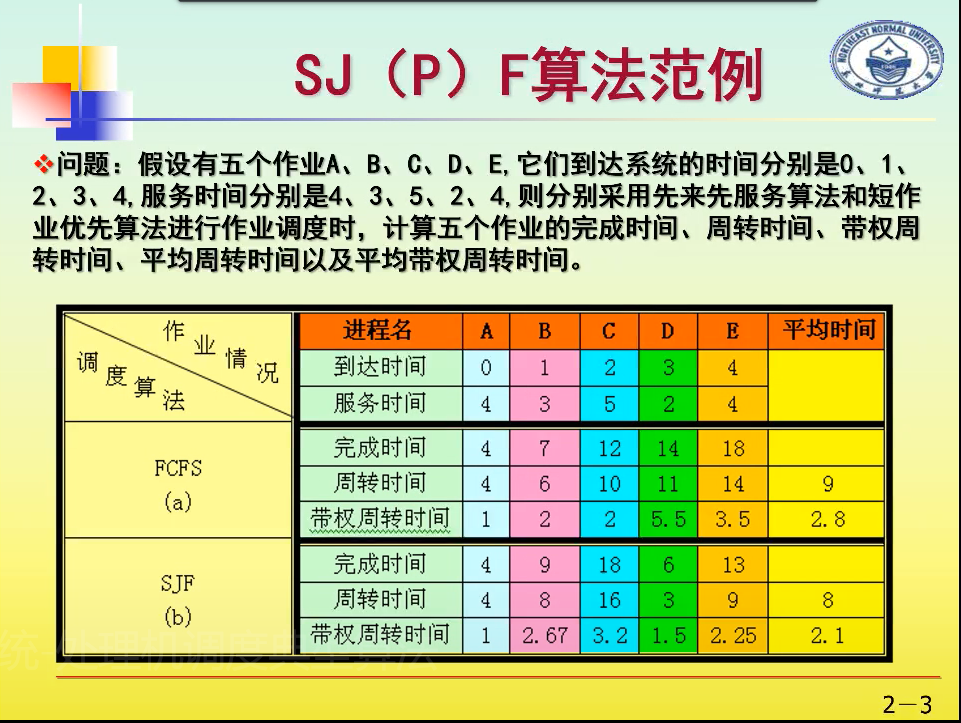 SJ（P）F算法范例
NORTHEAST NORMAL UNIVERSITY
❖问题：假设有五个作业A、B、C、D、E,它们到达系统的时间分别是0、1、
2、3、4,服务时间分别是4、3、5、2、4,则分别采用先来先服务算法和短作
业优先算法进行作业调度时，计算五个作业的完成时间、周转时间、带权周
转时间、平均周转时间以及平均带权周转时间。
作业情况
调度算法
进程名 A B C D E 平均时间
到达时间 0 1 2 3 4
服务时间 4 3 5 2 4
FCFS
(a)
完成时间 4 7 12 14 18
周转时间 4 6 10 11 14 9
带权周转时间 1 2 2 5.5 3.5 2.8
SJF
(b)
完成时间 4 9 18 6 13
周转时间 4 8 16 3 9 8
带权周转时间 1 2.67 3.2 1.5 2.25 2.1
2－3